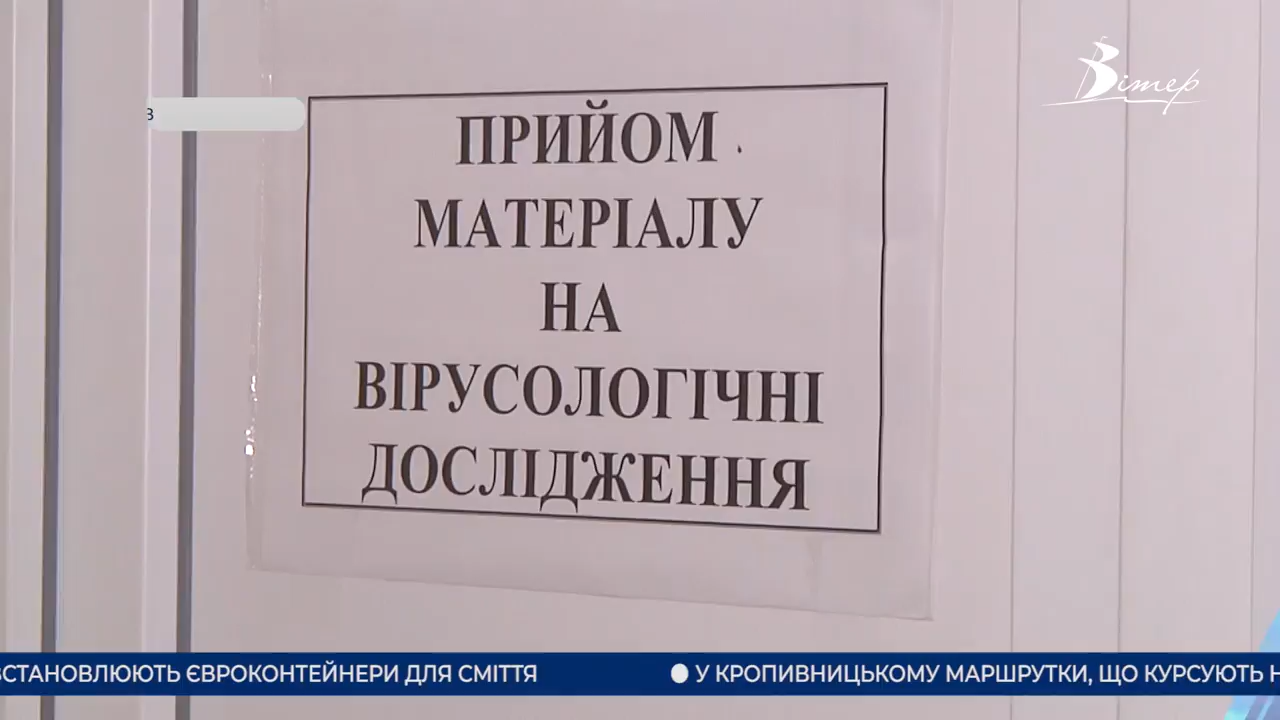 Вітер
З
ПРИЙОМ
МАТЕРІАЛУ
НА
ВІРУСОЛОГІЧНІ
ДОСЛІДЖЕННЯ
ВСТАНОВЛЮЮТЬ ЄВРОКОНТЕЙНЕРИ ДЛЯ СМІТТЯ
У КРОПИВНИЦЬКОМУ МАРШРУТКИ, ЩО КУРСУЮТЬ Н